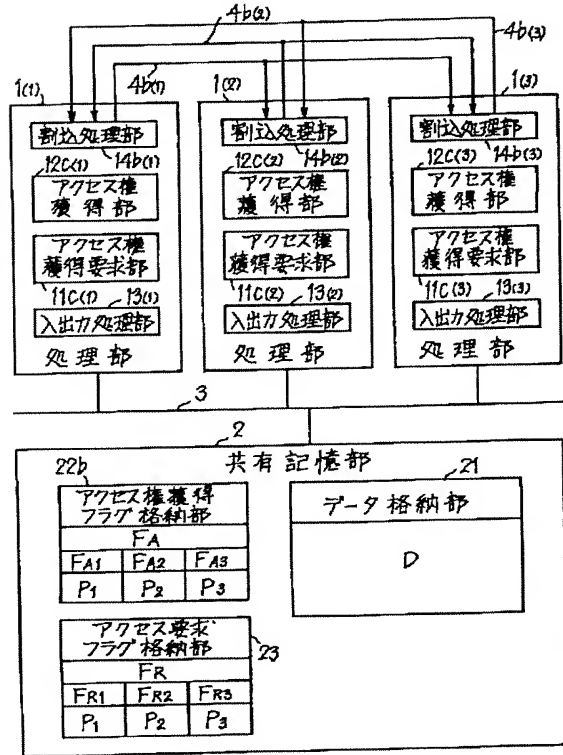 4b(2)
4b(1)
4b(3)
1(1)
1(2)
1(3)
割込処理部
割込処理部
割込処理部
12c(1)
14b(1)
12c(2)
14b(2)
12c(3)
14b(3)
アクセス権
獲得部
アクセス権
獲得部
アクセス権
獲得部
アクセス権
獲得要求部
アクセス権
獲得要求部
アクセス権
獲得要求部
11c(1)
13(1)
11c(2)
13(2)
11c(3)
13(3)
入出力処理部
入出力処理部
入出力処理部
処理部
処理部
処理部
3
2
共有記憶部
22b
21
アクセス権獲得
フラグ格納部
FA
FA1 FA2 FA3
P1 P2 P3
データ格納部
D
アクセス要求
フラグ格納部
23
FR
FR1 FR2 FR3
P1 P2 P3